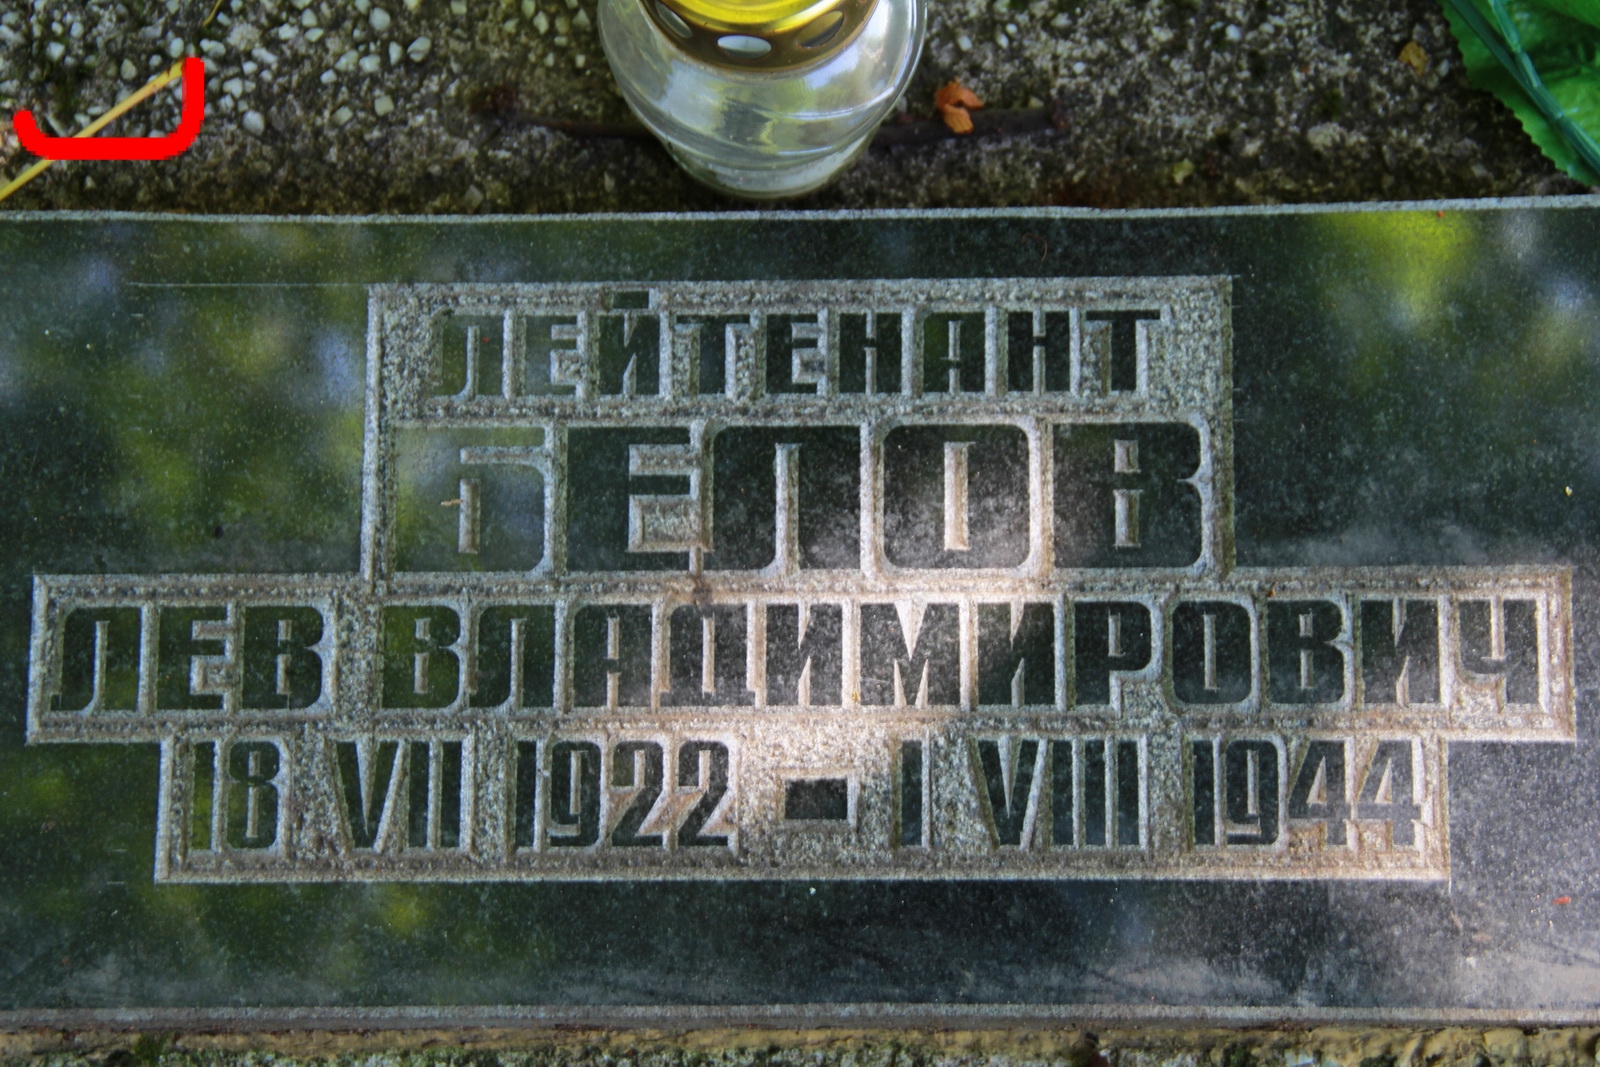 ЛЕЙТЕНАНТ
БЕЛОВ
ЛЕВ ВЛАДИМИРОВИЧ
18 VII 1922 - I VIII 1944